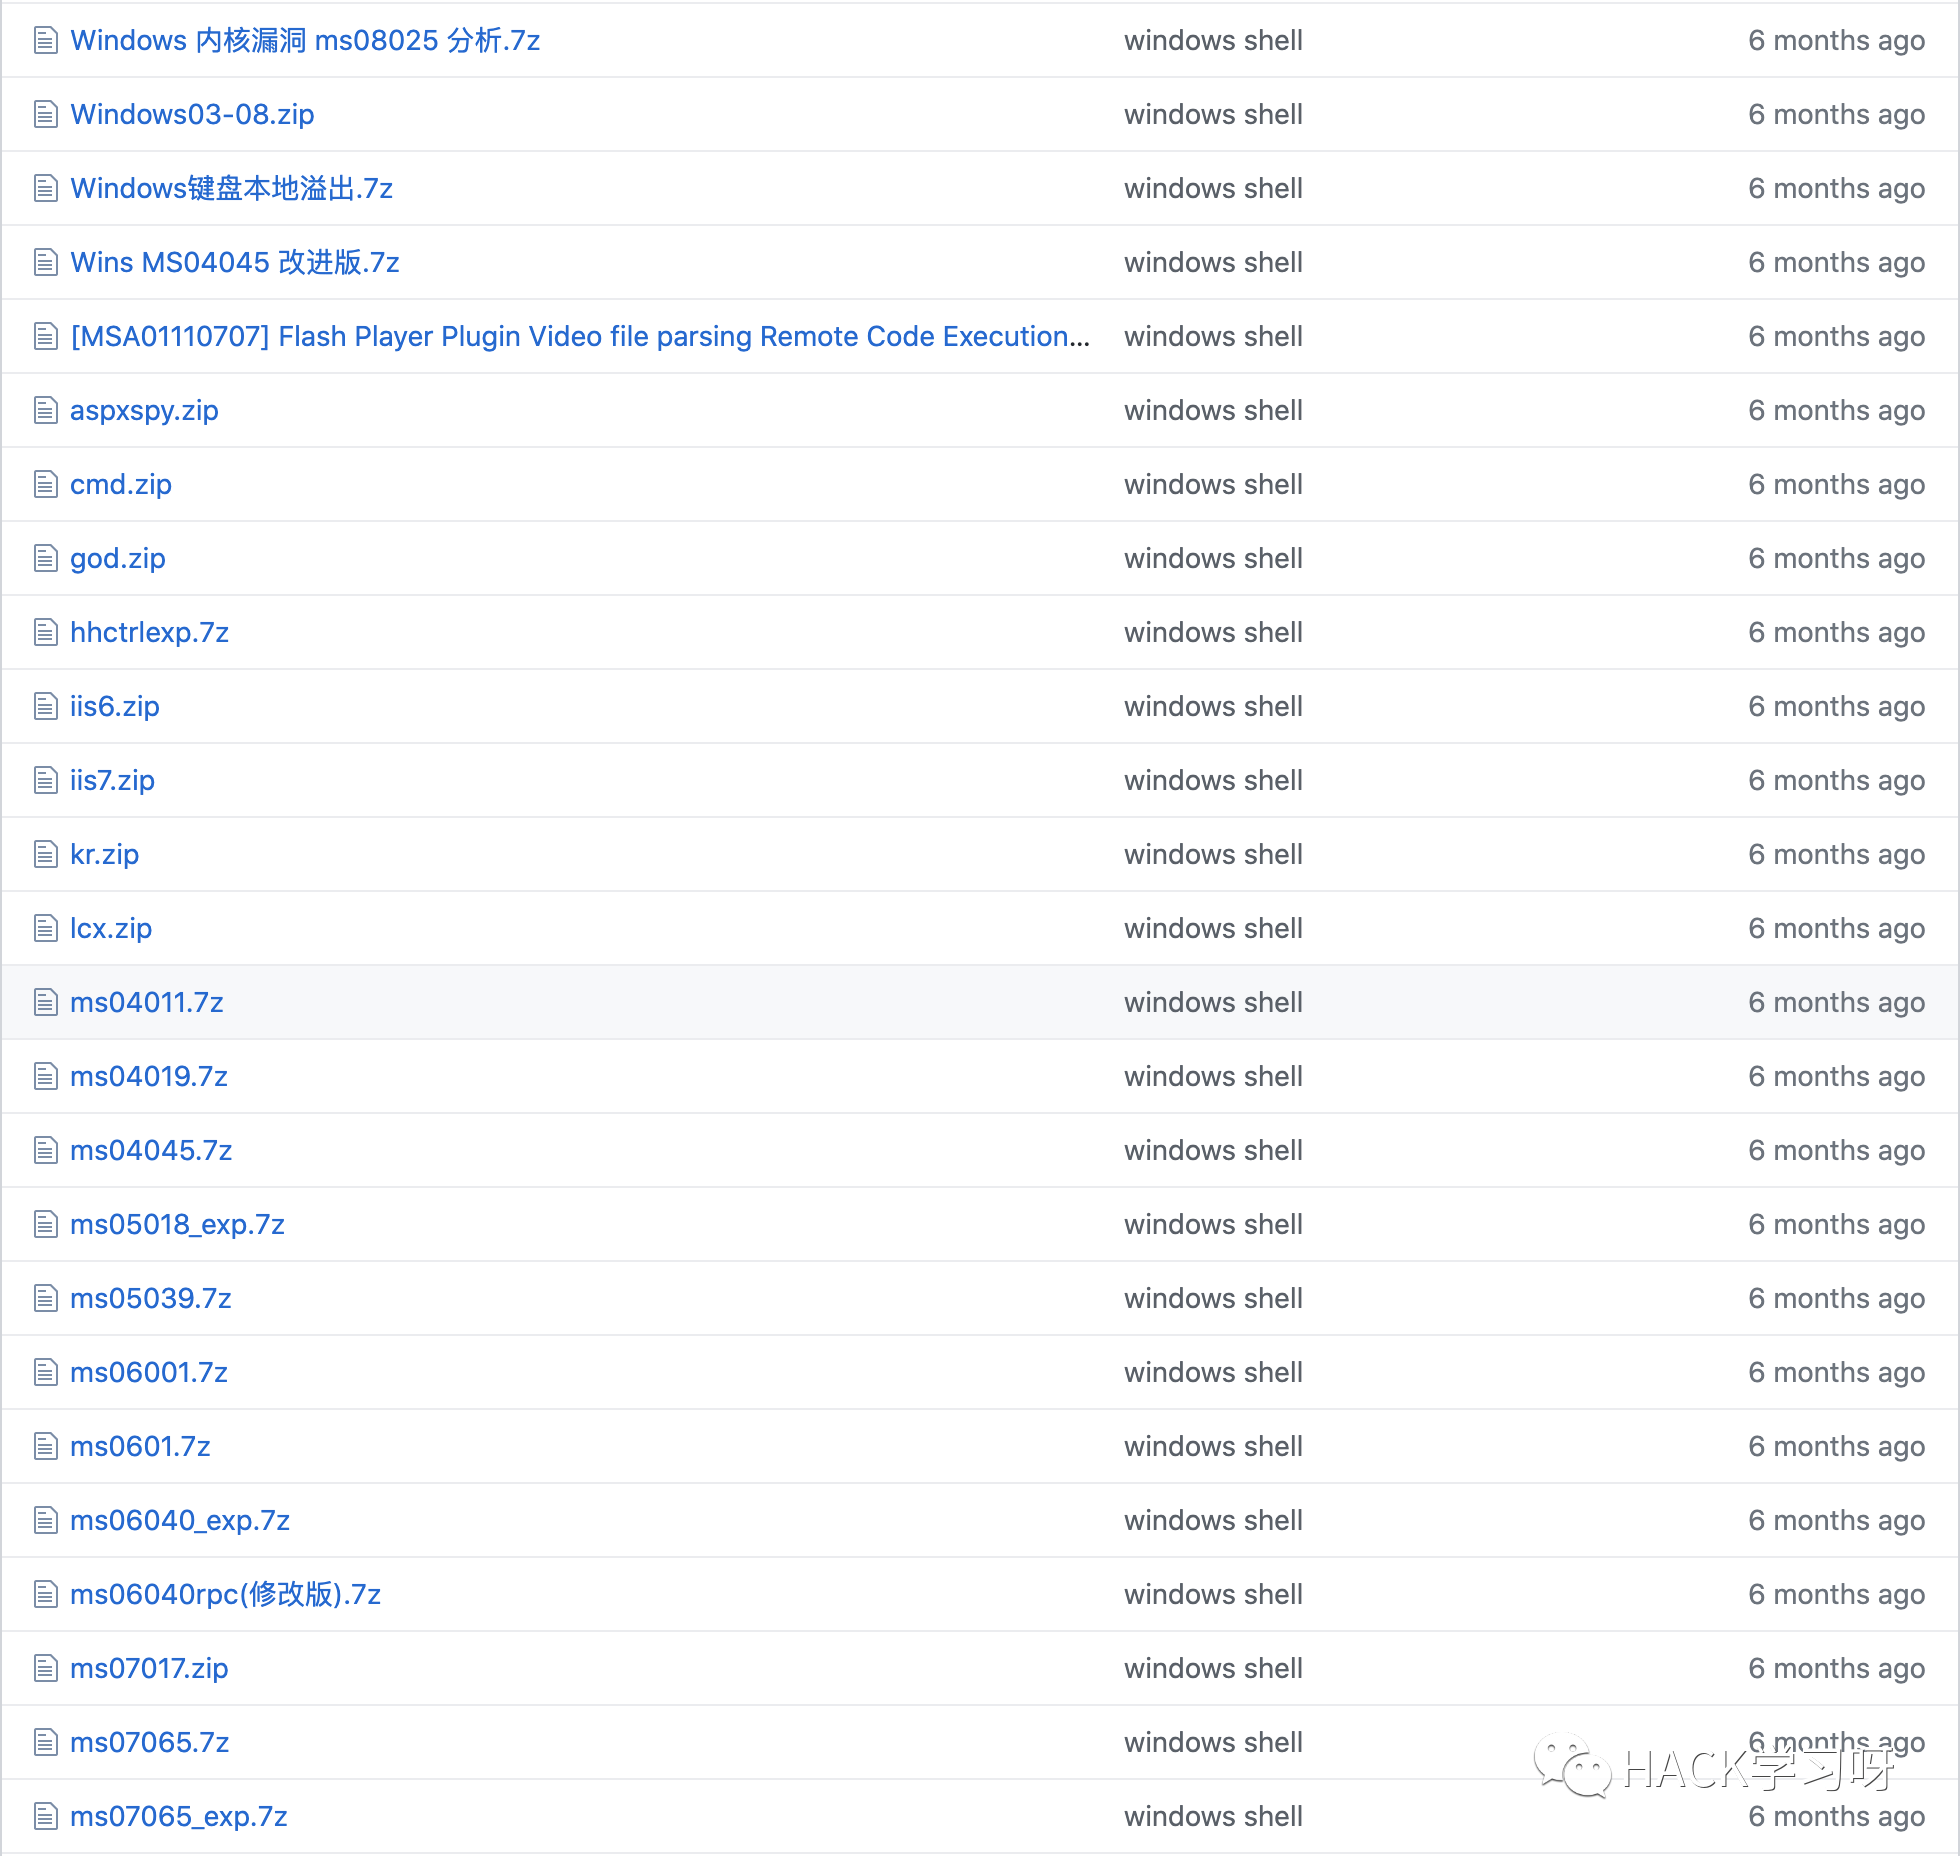 Windows 内核漏洞 ms08025 分析.7z windows shell 6 months ago
Windows03-08.zip windows shell 6 months ago
Windows键盘本地溢出.7z windows shell 6 months ago
Wins MS04045 改进版.7z windows shell 6 months ago
[MSA01110707] Flash Player Plugin Video file parsing Remote Code Execution... windows shell 6 months ago
aspxspy.zip windows shell 6 months ago
cmd.zip windows shell 6 months ago
god.zip windows shell 6 months ago
hhctrlexp.7z windows shell 6 months ago
iis6.zip windows shell 6 months ago
iis7.zip windows shell 6 months ago
kr.zip windows shell 6 months ago
lcx.zip windows shell 6 months ago
ms04011.7z windows shell 6 months ago
ms04019.7z windows shell 6 months ago
ms04045.7z windows shell 6 months ago
ms05018_exp.7z windows shell 6 months ago
ms05039.7z windows shell 6 months ago
ms06001.7z windows shell 6 months ago
ms0601.7z windows shell 6 months ago
ms06040_exp.7z windows shell 6 months ago
ms06040rpc(修改版).7z windows shell 6 months ago
ms07017.zip windows shell 6 months ago
ms07065.7z windows shell 6 months ago
HACK学习呀
ms07065_exp.7z windows shell 6 months ago